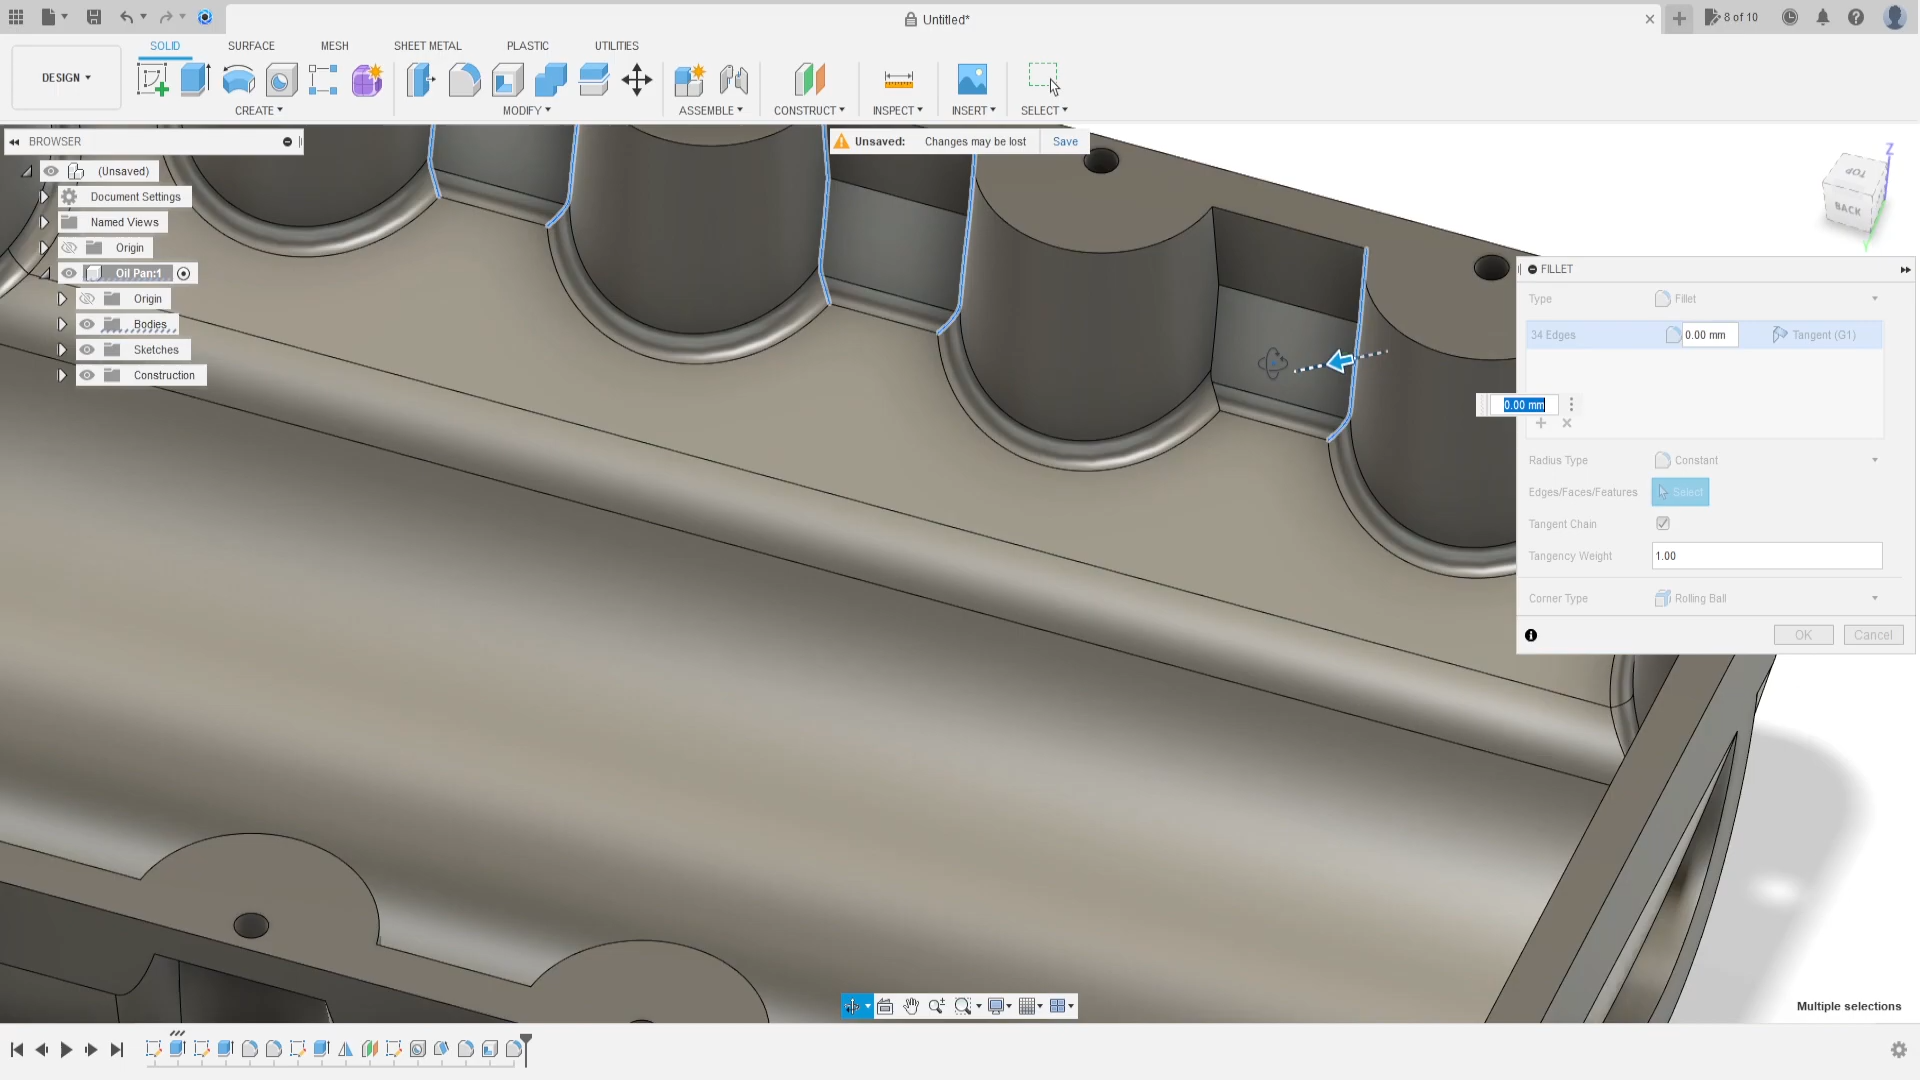 Untitled*
8 of 10
DESIGN
SOLID
SURFACE
MESH
SHEET METAL
PLASTIC
UTILITIES
CREATE
MODIFY
ASSEMBLE
CONSTRUCT
INSPECT
INSERT
SELECT
BROWSER
Unsaved: Changes may be lost Save
(Unsaved)
Document Settings
Named Views
Origin
Oil Pan:1
Origin
Bodies
Sketches
Construction
Z
TOP
BACK
Y
FILLET
Type Fillet
34 Edges 0.00 mm Tangent (G1)
0.00 mm
Radius Type Constant
Edges/Faces/Features Select
Tangent Chain
Tangency Weight 1.00
Corner Type Rolling Ball
OK Cancel
Multiple selections